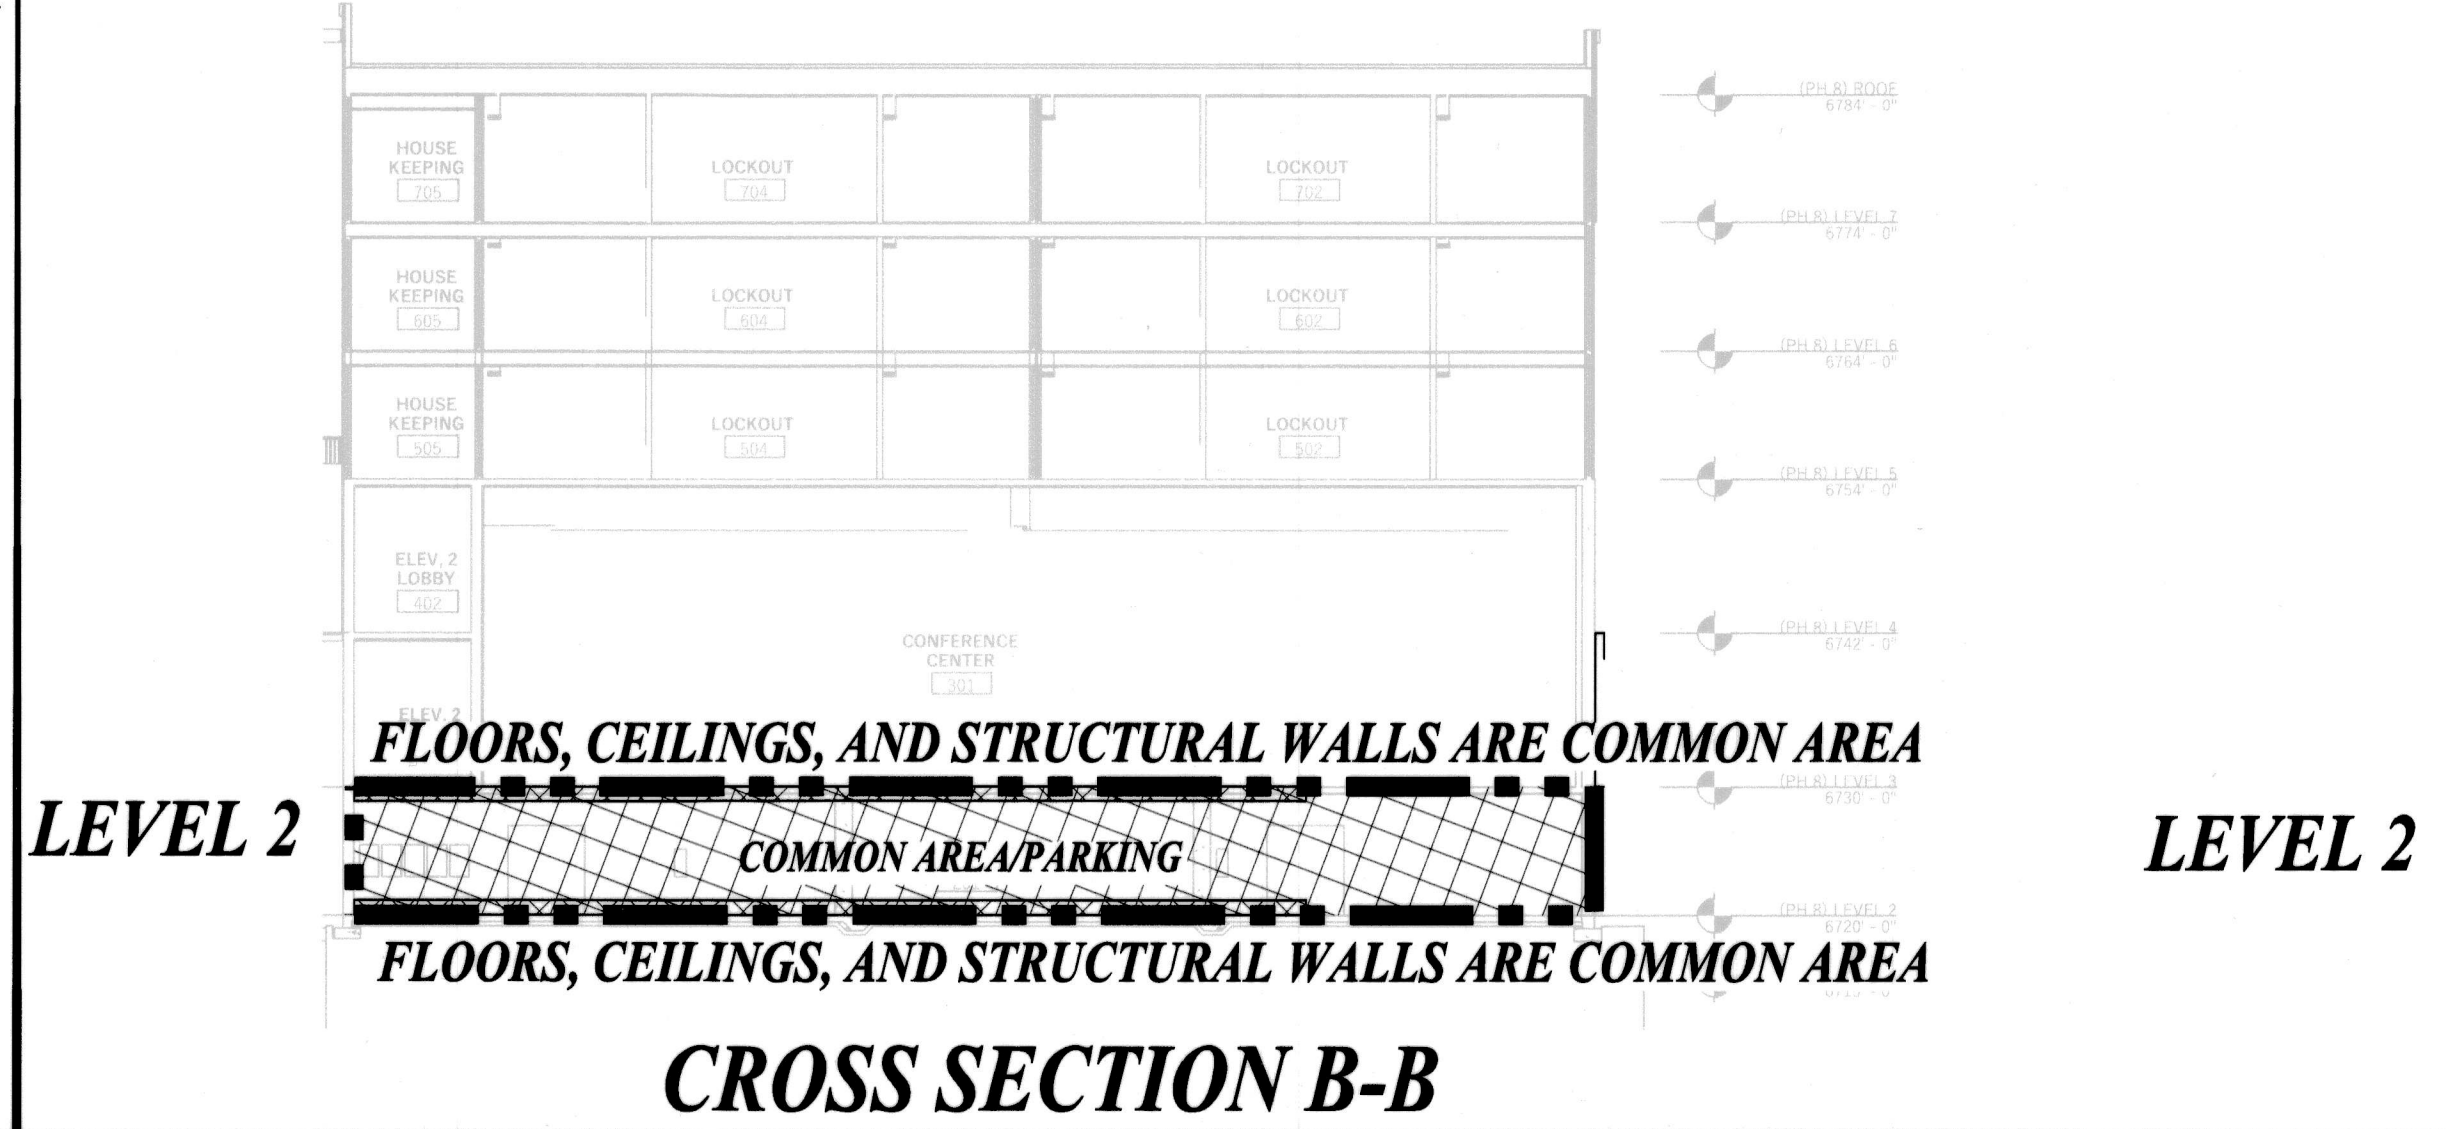 (PH 8) ROOF
6784' - 0"
HOUSE
KEEPING
705
LOCKOUT
704
LOCKOUT
702
(PH 8) LEVEL 7
6774' - 0"
HOUSE
KEEPING
605
LOCKOUT
604
LOCKOUT
602
(PH 8) LEVEL 6
6764' - 0"
HOUSE
KEEPING
505
LOCKOUT
504
LOCKOUT
502
(PH 8) LEVEL 5
6754' - 0"
ELEV. 2
LOBBY
402
(PH 8) LEVEL 4
6742' - 0"
CONFERENCE
CENTER
301
ELEV. 2
FLOORS, CEILINGS, AND STRUCTURAL WALLS ARE COMMON AREA
(PH 8) LEVEL 3
6730' - 0"
LEVEL 2
COMMON AREA/PARKING
LEVEL 2
(PH 8) LEVEL 2
6720' - 0"
FLOORS, CEILINGS, AND STRUCTURAL WALLS ARE COMMON AREA
CROSS SECTION B-B